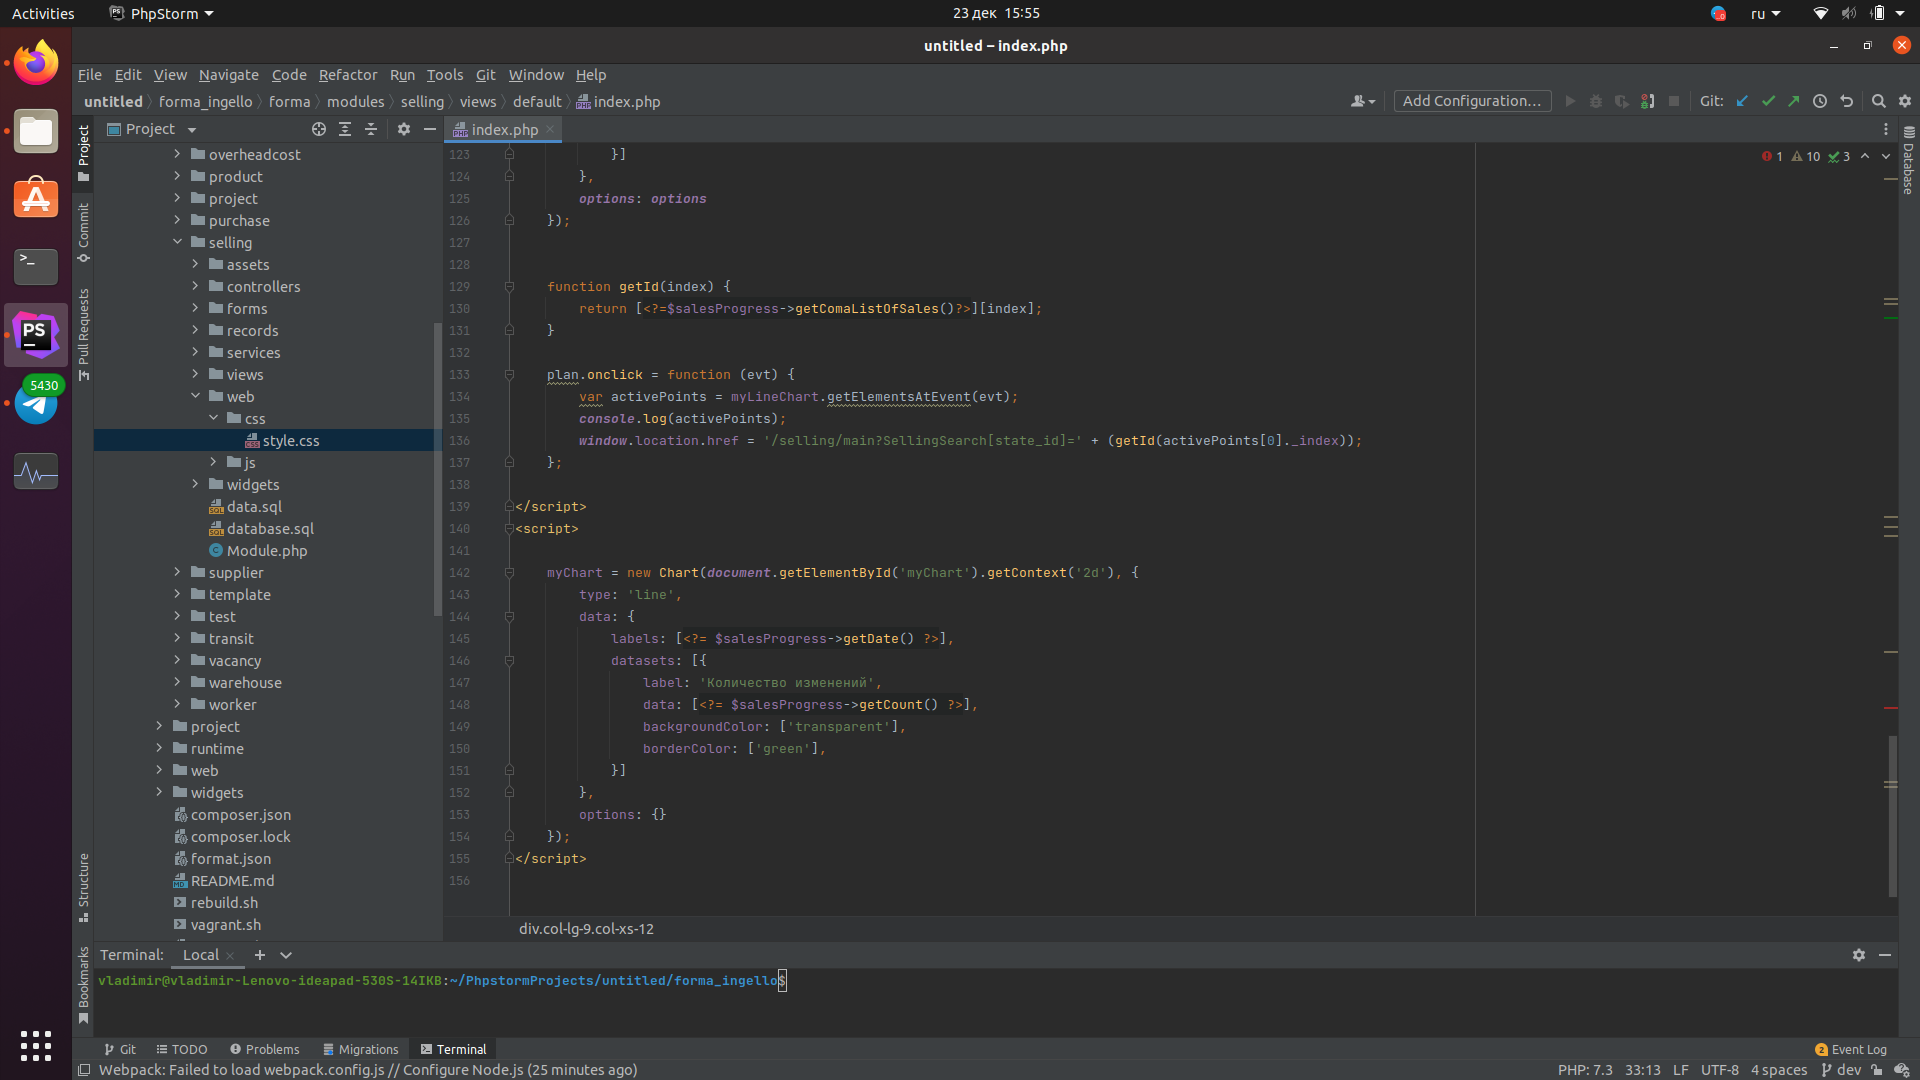 Activities
PhpStorm
23 дек 15:55
ru
untitled – index.php
File Edit View Navigate Code Refactor Run Tools Git Window Help
untitled forma_ingello forma modules selling views default index.php
Add Configuration...
Git:
Project
index.php
1 10 3
overheadcost
product
project
purchase
selling
assets
controllers
forms
records
services
views
web
css
style.css
js
widgets
data.sql
database.sql
Module.php
supplier
template
test
transit
vacancy
warehouse
worker
project
runtime
web
widgets
composer.json
composer.lock
format.json
README.md
rebuild.sh
vagrant.sh
Project
Commit
Pull Requests
Structure
Bookmarks
Database
PS
5430
123 }]
124 },
125 options: options
126 });
127
128
129 function getId(index) {
130 return [<?=$salesProgress->getComaListOfSales()?>][index];
131 }
132
133 plan.onclick = function (evt) {
134 var activePoints = myLineChart.getElementsAtEvent(evt);
135 console.log(activePoints);
136 window.location.href = '/selling/main?SellingSearch[state_id]=' + (getId(activePoints[0]._index));
137 };
138
139 </script>
140 <script>
141
142 myChart = new Chart(document.getElementById('myChart').getContext('2d'), {
143 type: 'line',
144 data: {
145 labels: [<?= $salesProgress->getDate() ?>],
146 datasets: [{
147 label: 'Количество изменений',
148 data: [<?= $salesProgress->getCount() ?>],
149 backgroundColor: ['transparent'],
150 borderColor: ['green'],
151 }]
152 },
153 options: {}
154 });
155 </script>
156
div.col-lg-9.col-xs-12
Terminal: Local
vladimir@vladimir-Lenovo-ideapad-530S-14IKB:~/PhpstormProjects/untitled/forma_ingello$
Git TODO Problems Migrations Terminal
2 Event Log
Webpack: Failed to load webpack.config.js // Configure Node.js (25 minutes ago)
PHP: 7.3 33:13 LF UTF-8 4 spaces dev